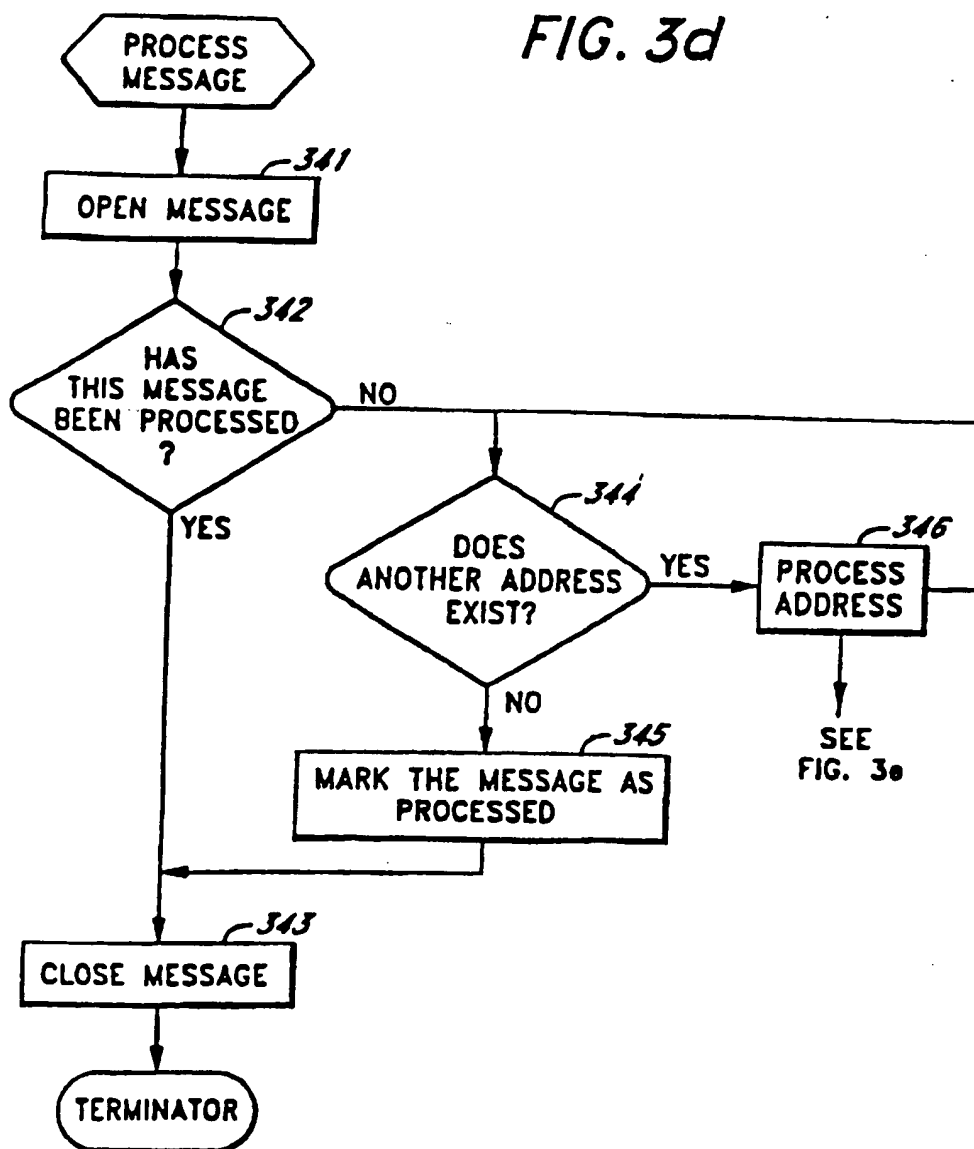 FIG. 3d
PROCESS
MESSAGE
341
OPEN MESSAGE
342
HAS
THIS MESSAGE
BEEN PROCESSED
?
NO
YES
344
DOES
ANOTHER ADDRESS
EXIST?
YES
346
PROCESS
ADDRESS
NO
SEE
FIG. 3e
345
MARK THE MESSAGE AS
PROCESSED
343
CLOSE MESSAGE
TERMINATOR